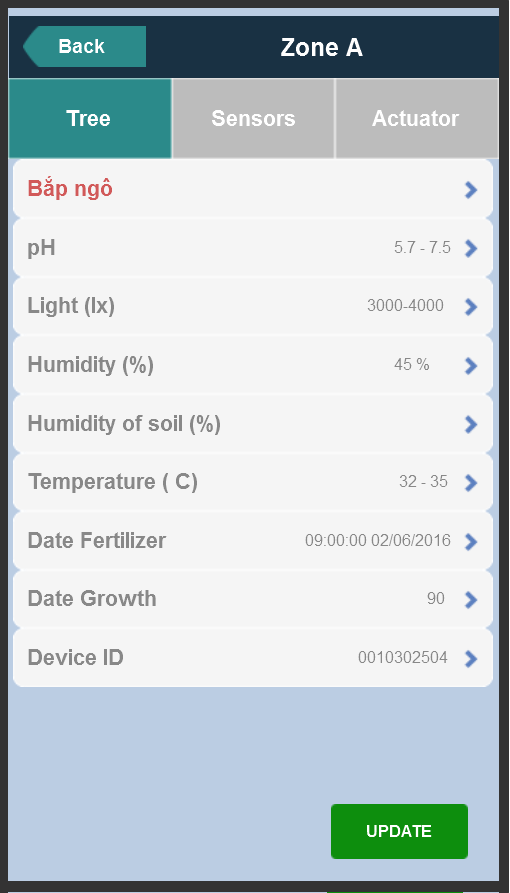 Back
Zone A
Tree
Sensors
Actuator
Bắp ngô
pH 5.7 - 7.5
Light (lx) 3000-4000
Humidity (%) 45 %
Humidity of soil (%)
Temperature ( C) 32 - 35
Date Fertilizer 09:00:00 02/06/2016
Date Growth 90
Device ID 0010302504
UPDATE